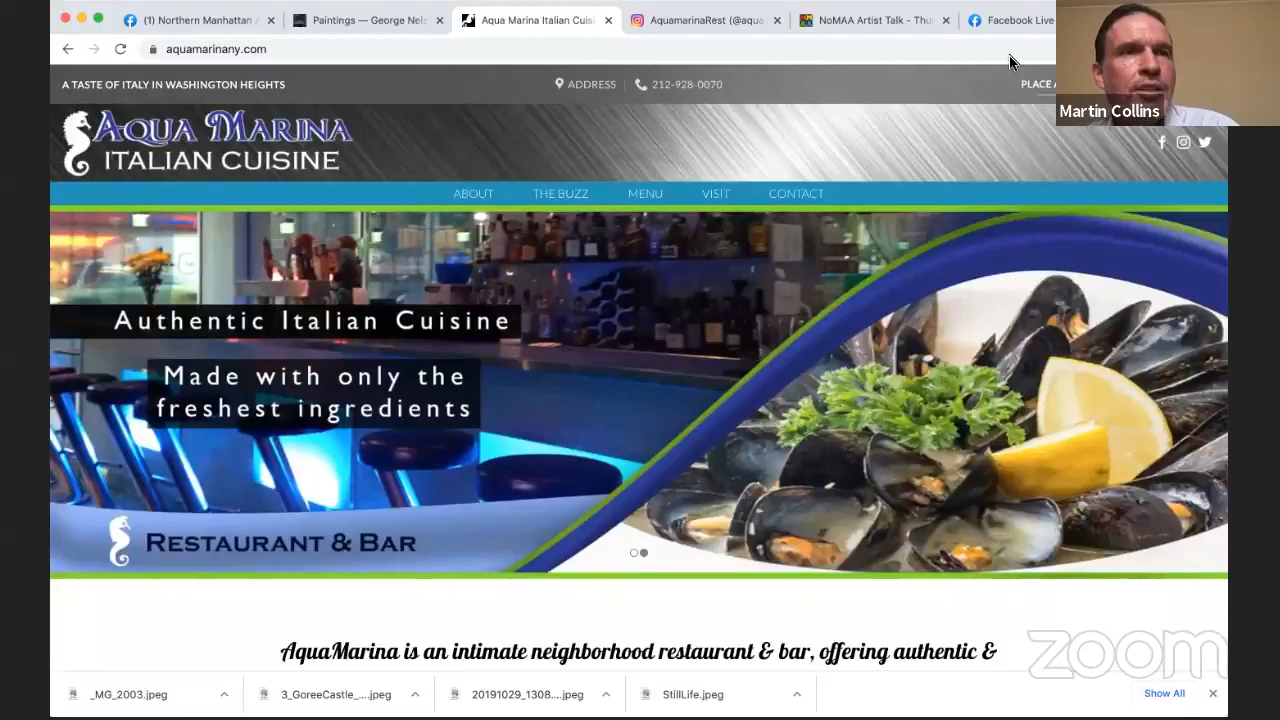 (1) Northern Manhattan
Paintings — George Nel
Aqua Marina Italian Cuisi
AquamarinaRest (@aqua
NoMAA Artist Talk - Thu
Facebook Live
aquamarinany.com
A TASTE OF ITALY IN WASHINGTON HEIGHTS
ADDRESS
212-928-0070
PLACE
Martin Collins
AQUA MARINA
ITALIAN CUISINE
ABOUT
THE BUZZ
MENU
VISIT
CONTACT
Authentic Italian Cuisine
Made with only the
freshest ingredients
RESTAURANT & BAR
AquaMarina is an intimate neighborhood restaurant & bar, offering authentic &
zoom
_MG_2003.jpeg
3_GoreeCastle_....jpeg
20191029_1308....jpeg
StillLife.jpeg
Show All